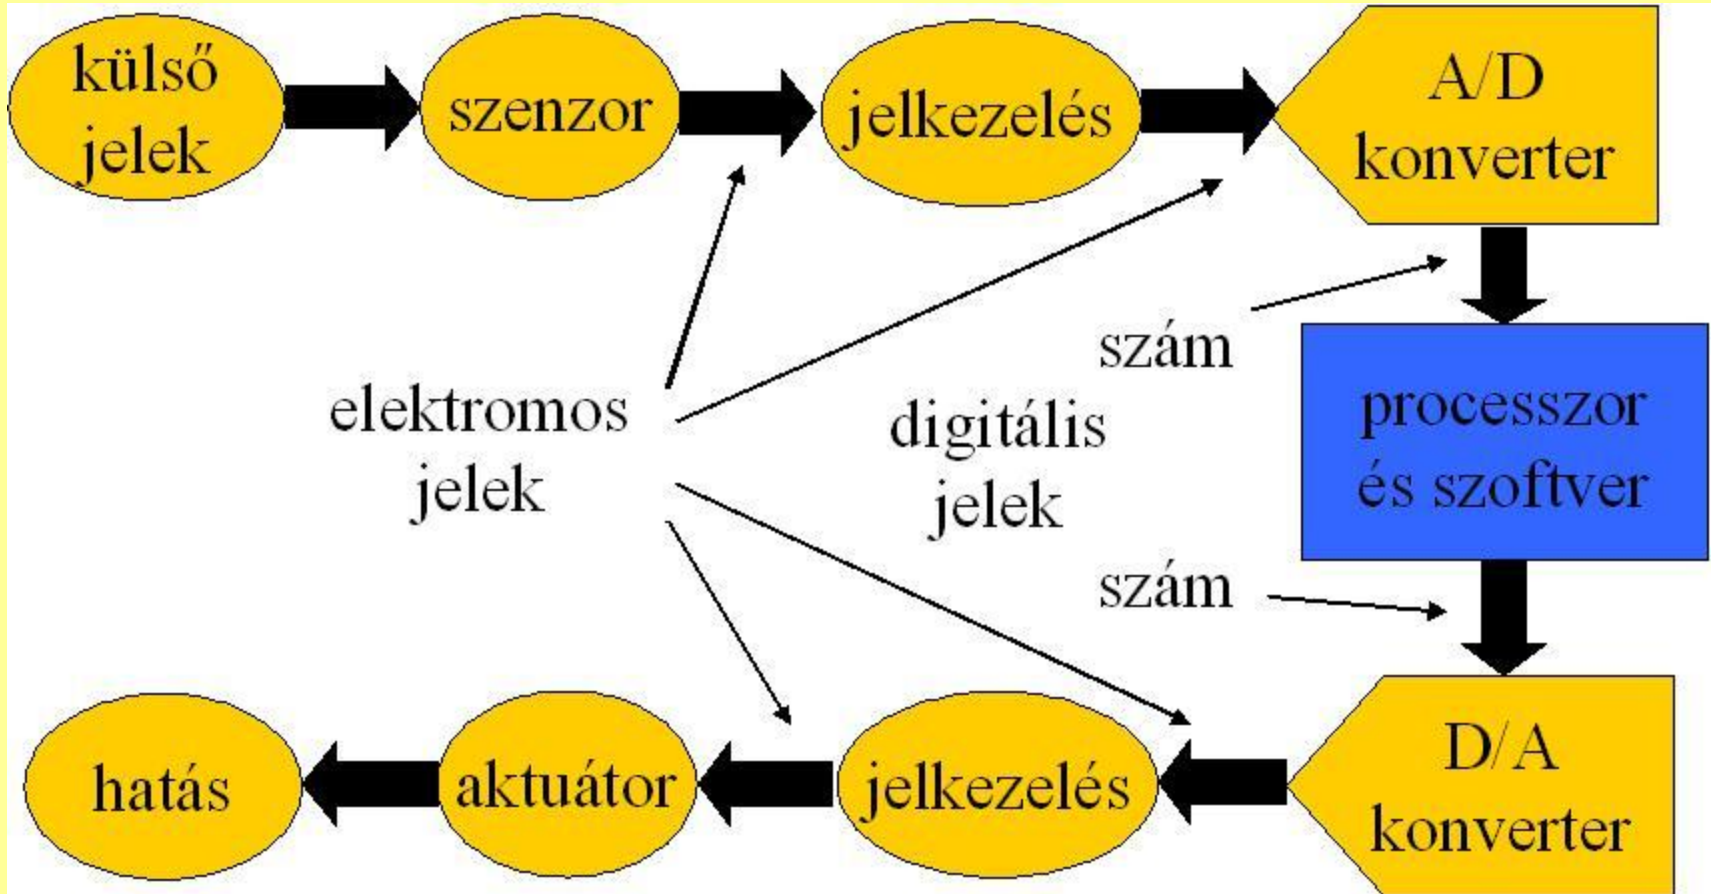 külső
jelek
szenzor
jelkezelés
A/D
konverter
szám
elektromos
jelek
digitális
jelek
processzor
és szoftver
szám
hatás
aktuátor
jelkezelés
D/A
konverter